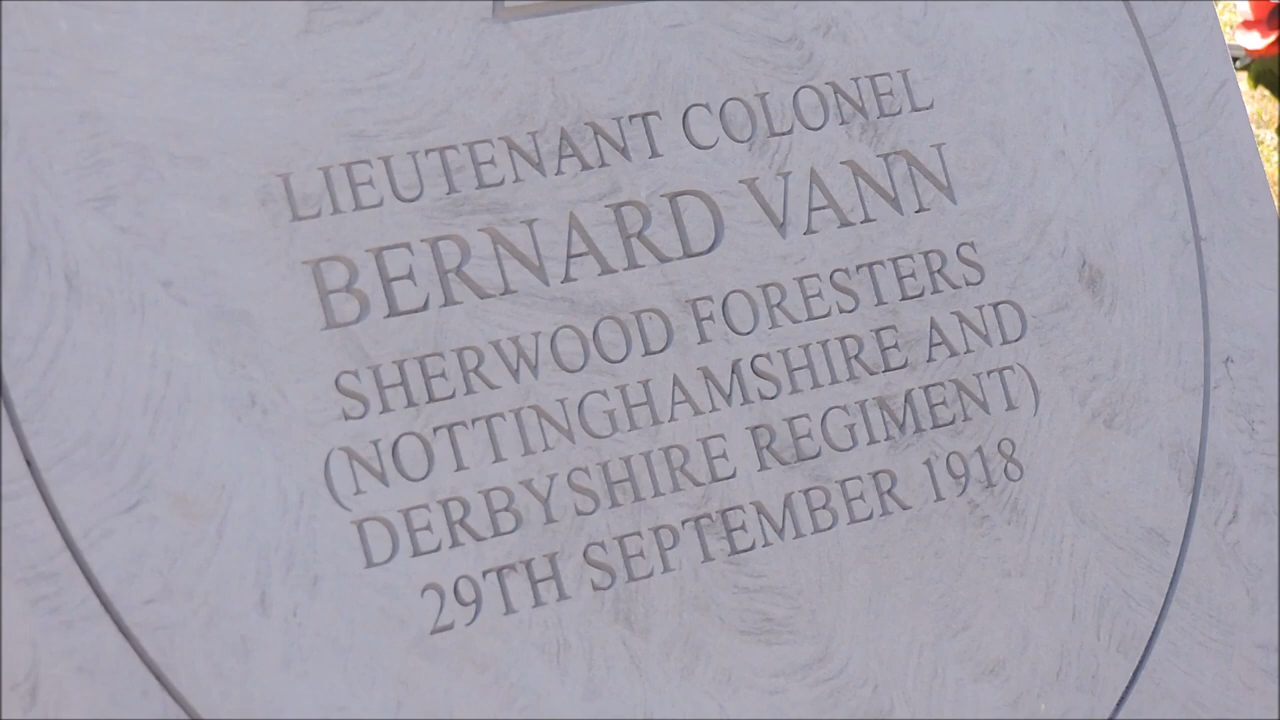 LIEUTENANT COLONEL
BERNARD VANN
SHERWOOD FORESTERS
(NOTTINGHAMSHIRE AND
DERBYSHIRE REGIMENT)
29TH SEPTEMBER 1918